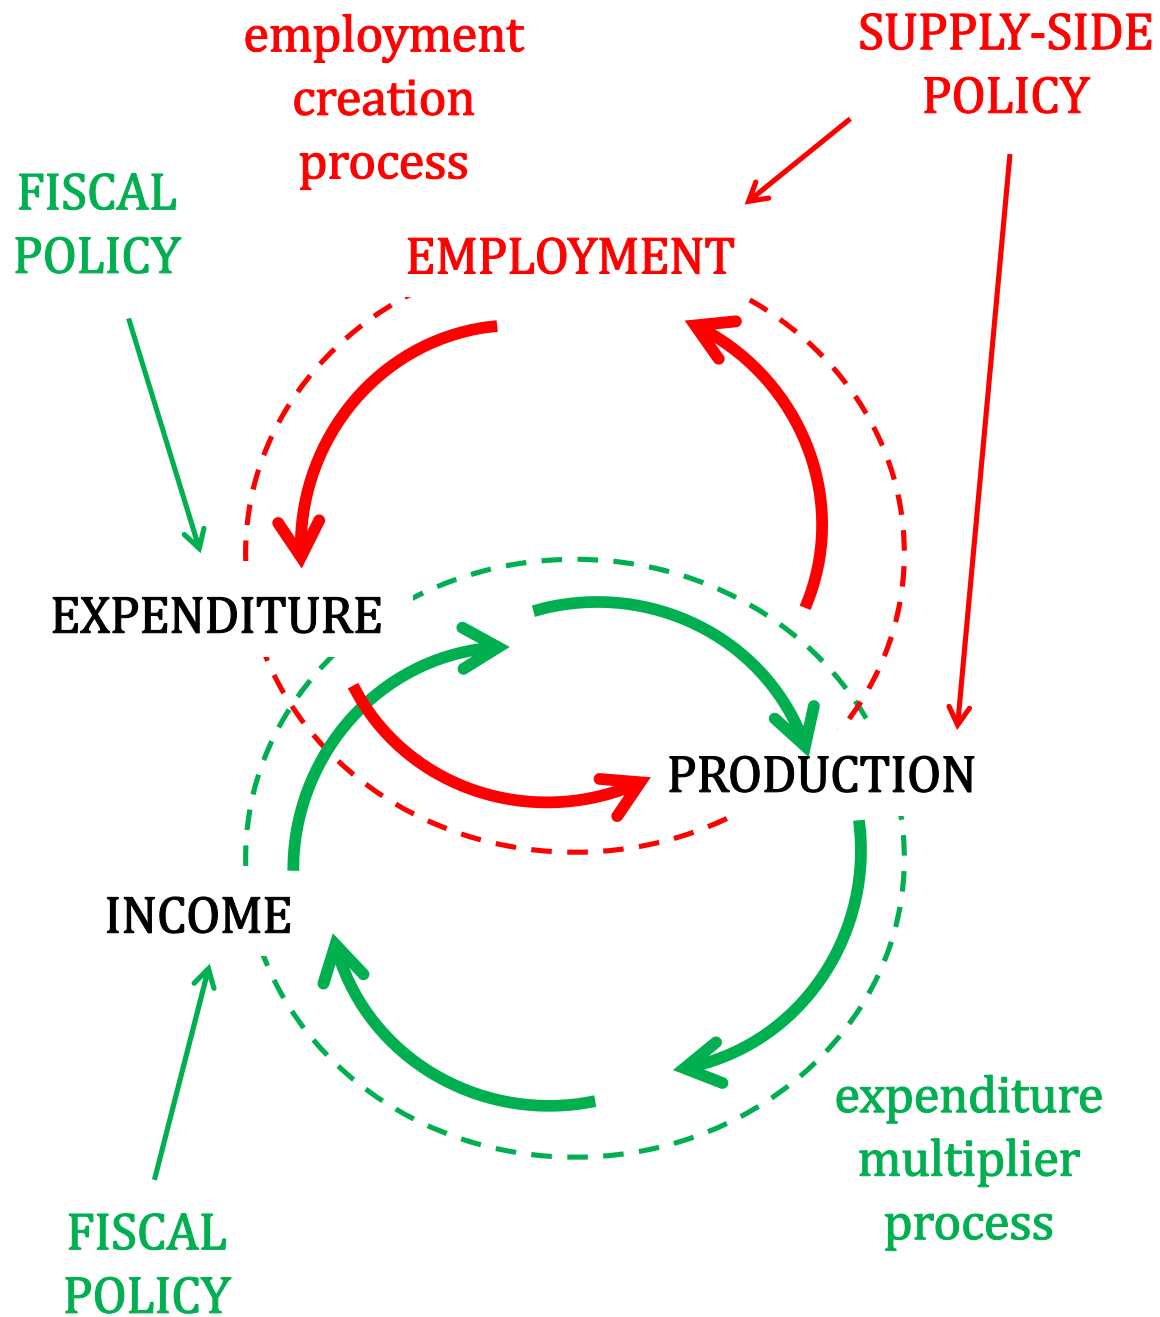 employment
creation
process
SUPPLY-SIDE
POLICY
FISCAL
POLICY
EMPLOYMENT
EXPENDITURE
PRODUCTION
INCOME
expenditure
multiplier
process
FISCAL
POLICY